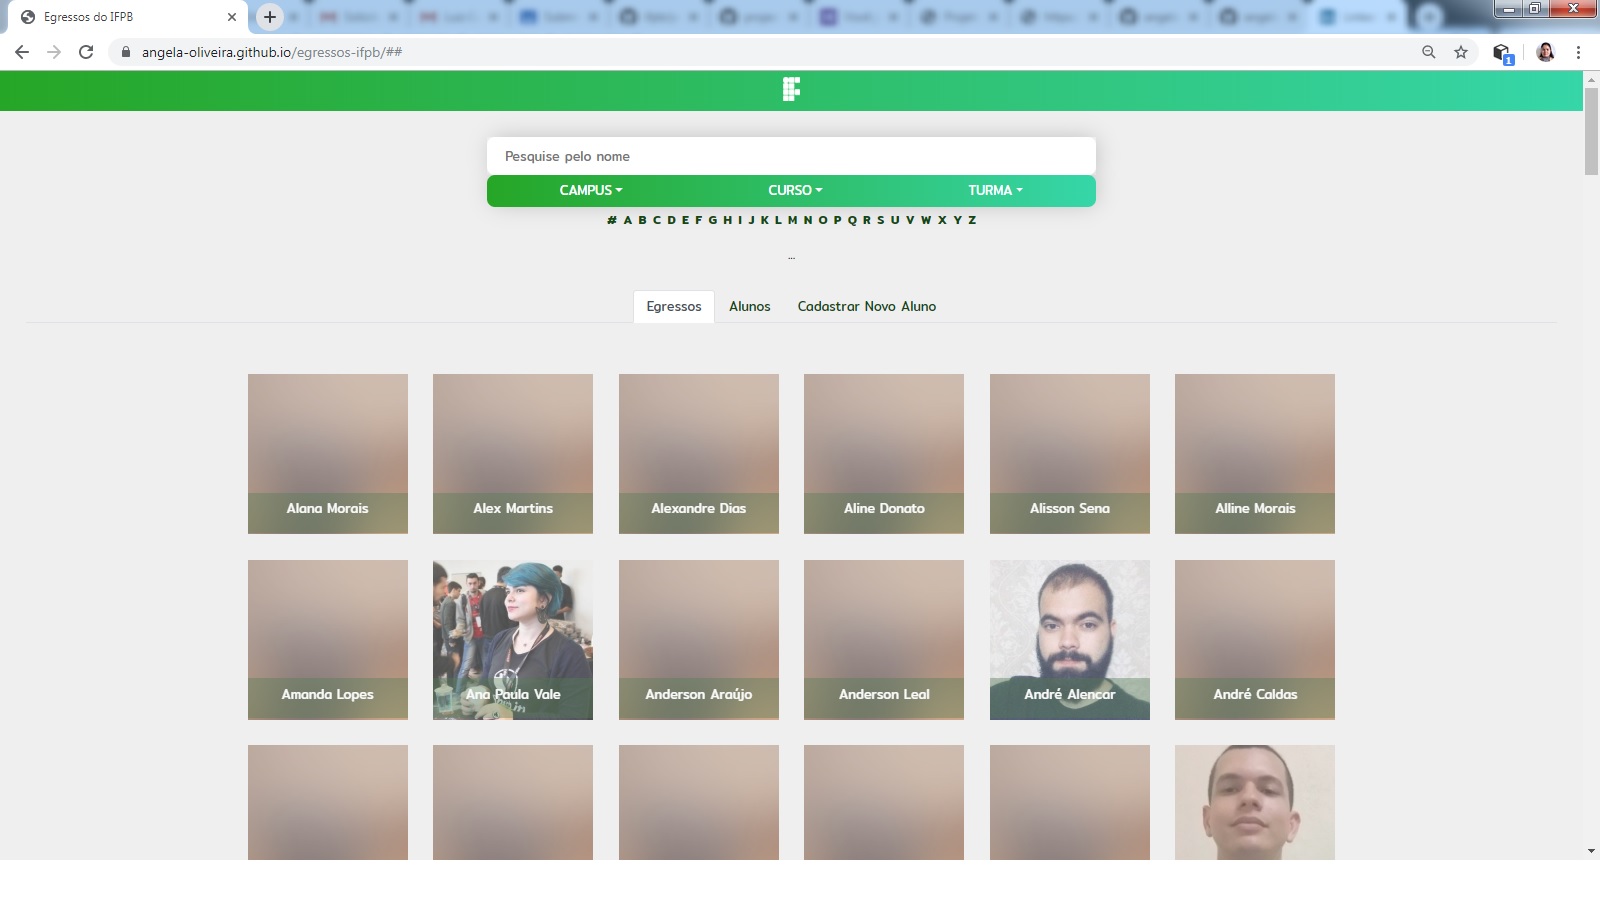 Egressos do IFPB
angela-oliveira.github.io/egressos-ifpb/##
1
Pesquise pelo nome
CAMPUS CURSO TURMA
# A B C D E F G H I J K L M N O P Q R S U V W X Y Z
...
Egressos Alunos Cadastrar Novo Aluno
Alana Morais Alex Martins Alexandre Dias Aline Donato Alisson Sena Alline Morais
Amanda Lopes Ana Paula Vale Anderson Araújo Anderson Leal André Alencar André Caldas